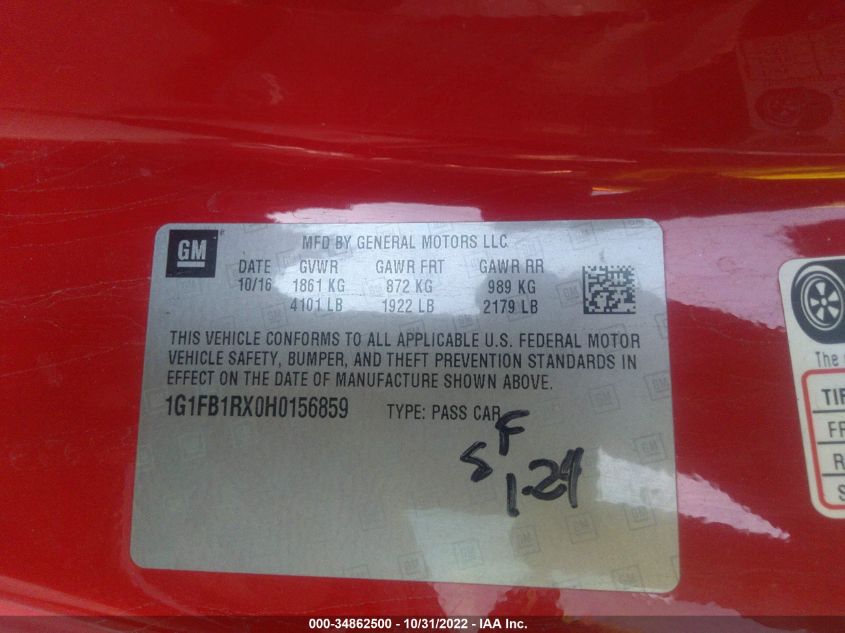 GM
MFD BY GENERAL MOTORS LLC
DATE GVWR GAWR FRT GAWR RR
10/16 1861 KG 872 KG 989 KG
4101 LB 1922 LB 2179 LB
THIS VEHICLE CONFORMS TO ALL APPLICABLE U.S. FEDERAL MOTOR
VEHICLE SAFETY, BUMPER, AND THEFT PREVENTION STANDARDS IN
EFFECT ON THE DATE OF MANUFACTURE SHOWN ABOVE.
1G1FB1RX0H0156859 TYPE: PASS CAR
S F
1-24
The
TIR
FR
R
S
000-34862500 - 10/31/2022 - IAA Inc.